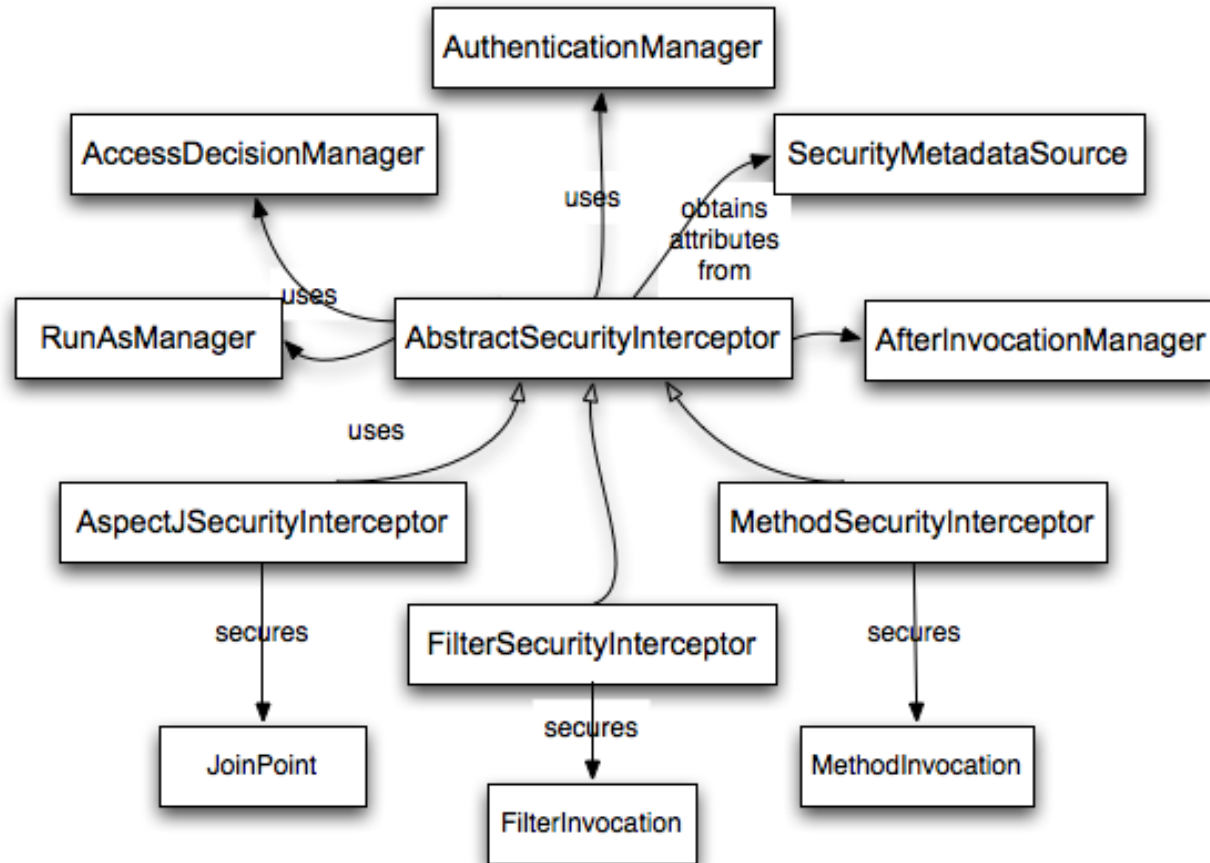 AuthenticationManager
AccessDecisionManager
SecurityMetadataSource
uses
obtains
attributes
from
uses
RunAsManager
AbstractSecurityInterceptor
AfterInvocationManager
uses
AspectJSecurityInterceptor
MethodSecurityInterceptor
secures
FilterSecurityInterceptor
secures
secures
JoinPoint
MethodInvocation
FilterInvocation